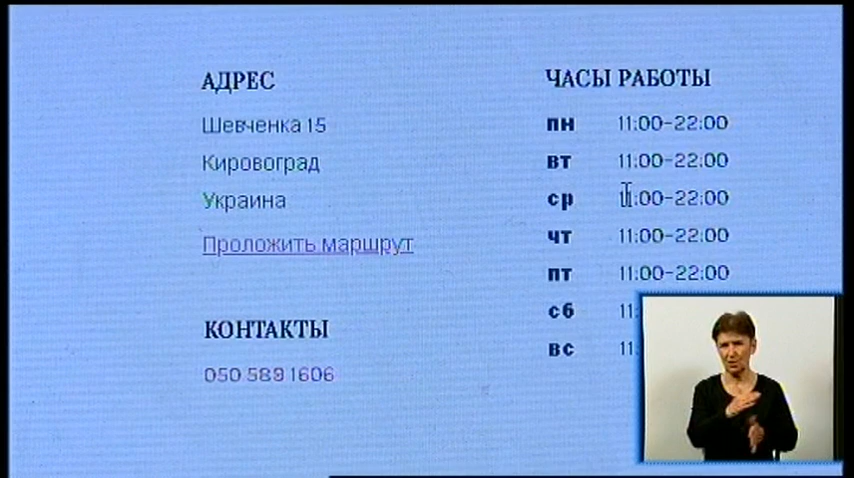 АДРЕС
Шевченка 15
Кировоград
Украина
Проложить маршрут
КОНТАКТЫ
050 589 1606
ЧАСЫ РАБОТЫ
пн 11:00-22:00
вт 11:00-22:00
ср 11:00-22:00
чт 11:00-22:00
пт 11:00-22:00
сб 11:
вс 11: